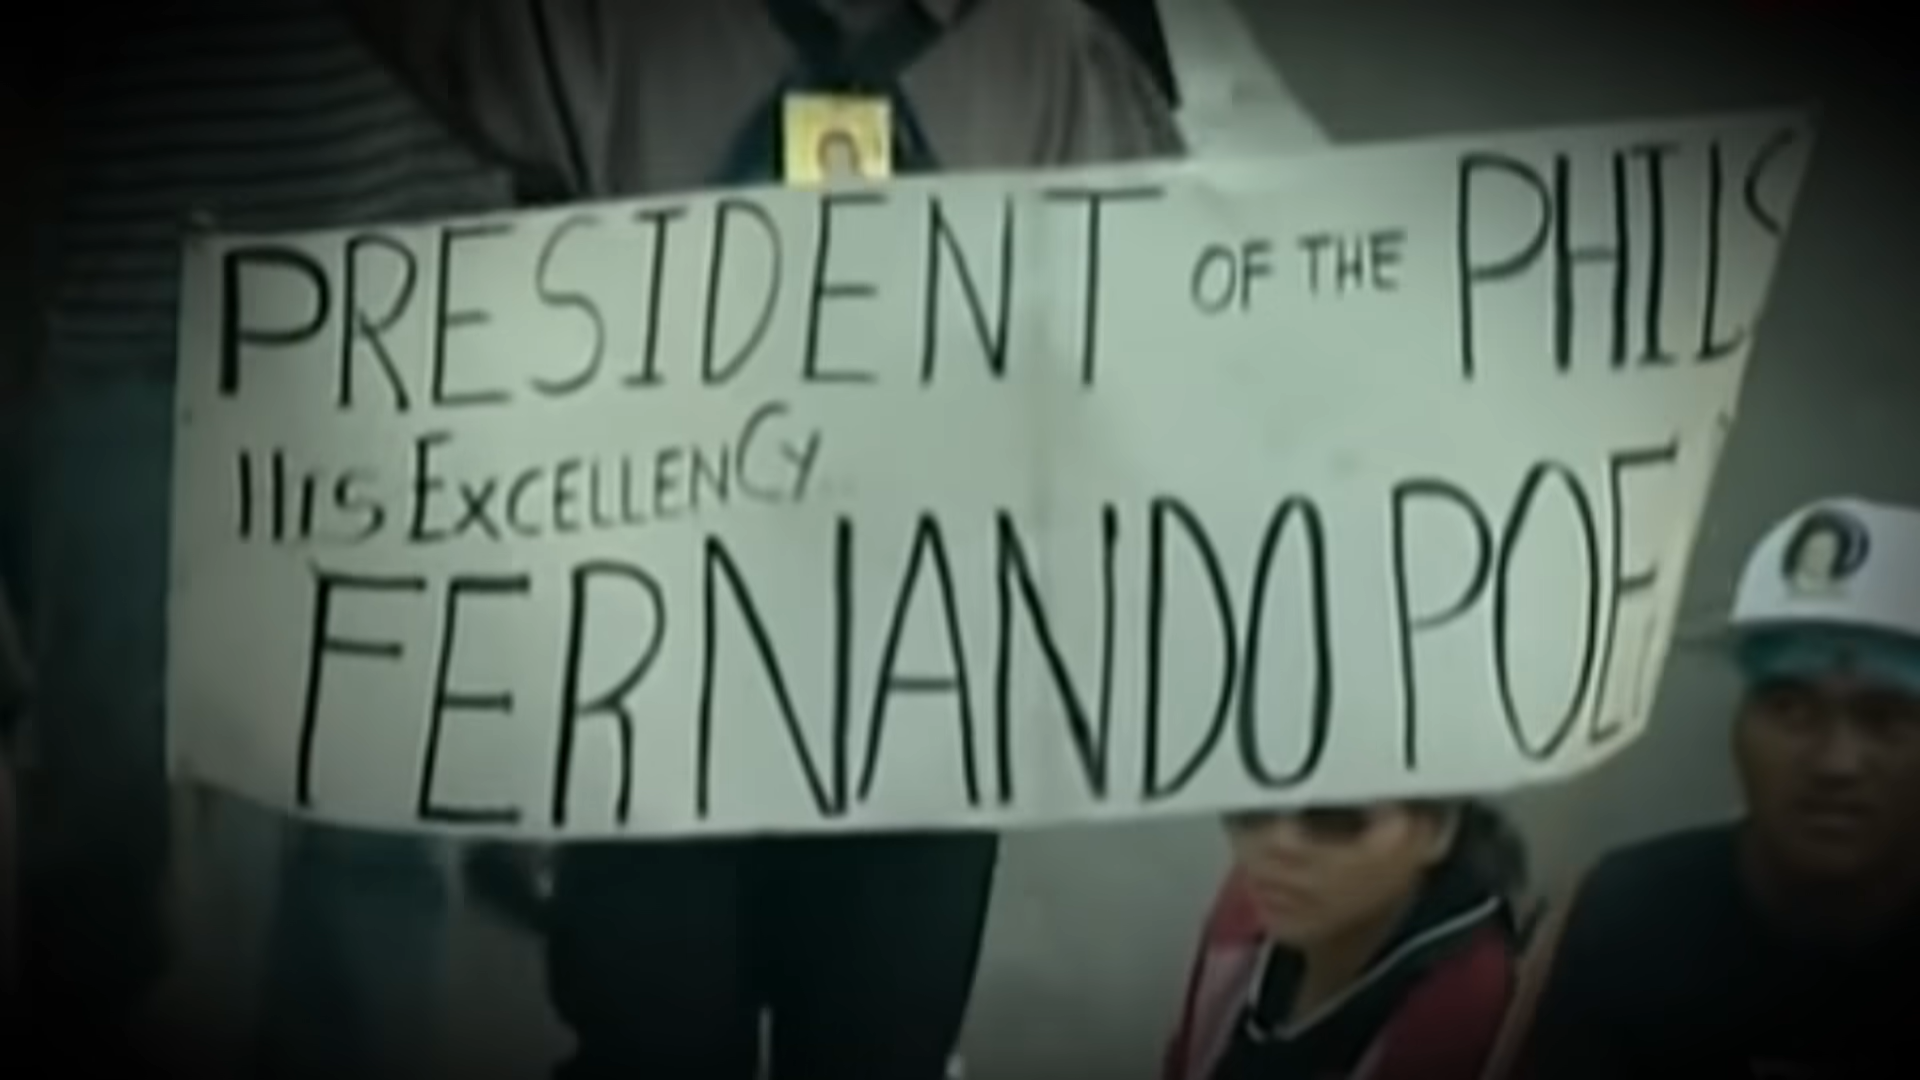 PRESIDENT OF THE PHILS
HIS EXCELLENCY
FERNANDO POE